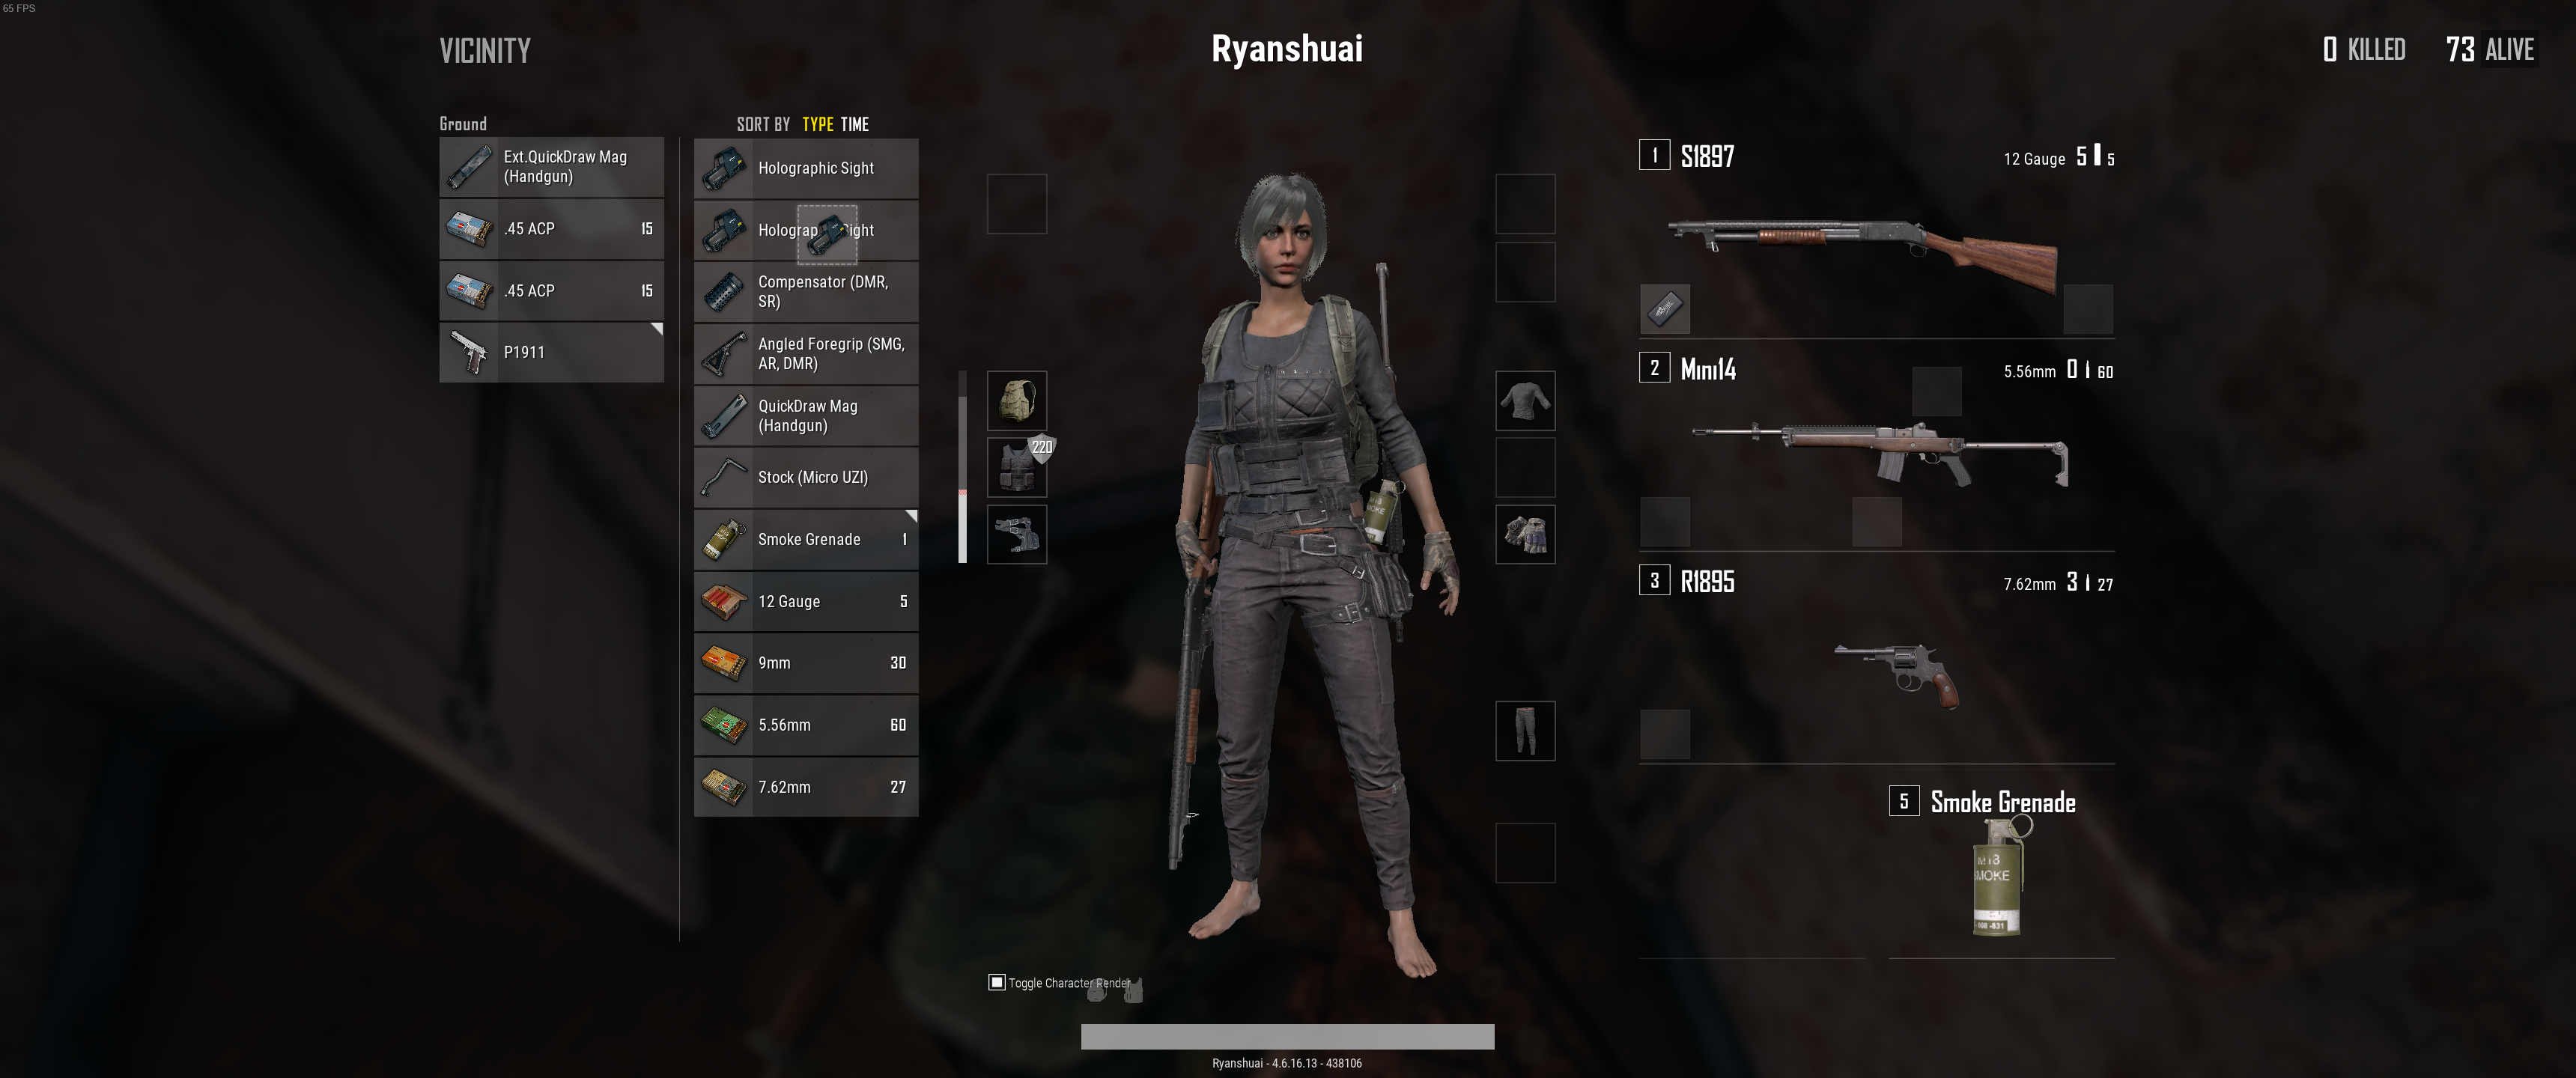 65 FPS
VICINITY
Ryanshuai
0 KILLED 73 ALIVE
Ground
SORT BY TYPE TIME
Ext.QuickDraw Mag
(Handgun)
.45 ACP 15
.45 ACP 15
P1911
Holographic Sight
Holograp ight
Compensator (DMR,
SR)
Angled Foregrip (SMG,
AR, DMR)
QuickDraw Mag
(Handgun)
Stock (Micro UZI)
Smoke Grenade 1
12 Gauge 5
9mm 30
5.56mm 60
7.62mm 27
220
1 S1897 12 Gauge 5 5
2 Mini14 5.56mm 0 60
3 R1895 7.62mm 3 27
5 Smoke Grenade
M18
SMOKE
Toggle Character Render
Ryanshuai - 4.6.16.13 - 438106